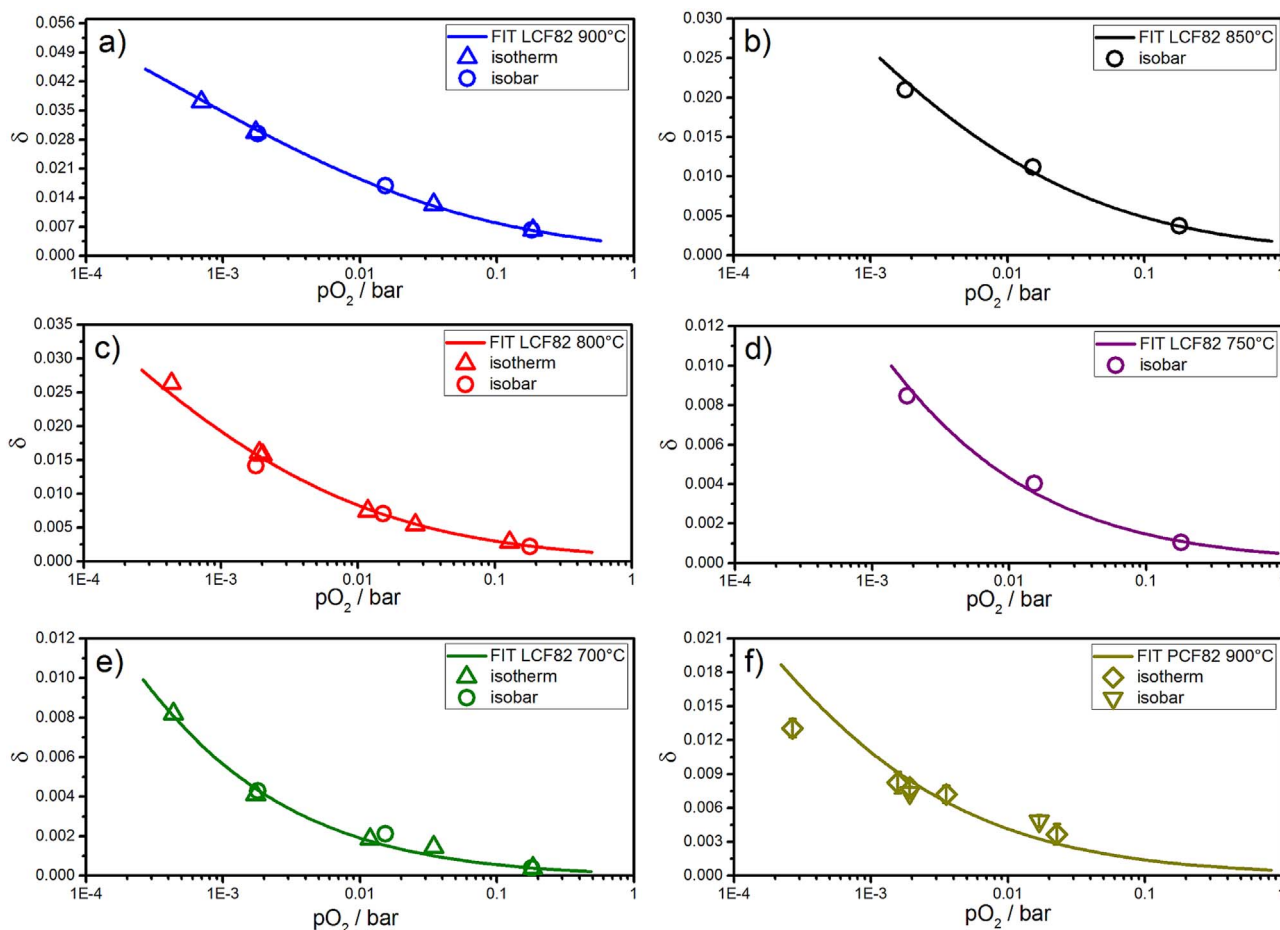 a)
FIT LCF82 900°C
isotherm
isobar
0.056
0.049
0.042
0.035
0.028
0.021
0.014
0.007
0.000
δ
1E-4
1E-3
0.01
0.1
1
pO2 / bar
b)
FIT LCF82 850°C
isobar
0.030
0.025
0.020
0.015
0.010
0.005
0.000
δ
1E-4
1E-3
0.01
0.1
1
pO2 / bar
c)
FIT LCF82 800°C
isotherm
isobar
0.035
0.030
0.025
0.020
0.015
0.010
0.005
0.000
δ
1E-4
1E-3
0.01
0.1
1
pO2 / bar
d)
FIT LCF82 750°C
isobar
0.012
0.010
0.008
0.006
0.004
0.002
0.000
δ
1E-4
1E-3
0.01
0.1
pO2 / bar
e)
FIT LCF82 700°C
isotherm
isobar
0.012
0.010
0.008
0.006
0.004
0.002
0.000
δ
1E-4
1E-3
0.01
0.1
1
pO2 / bar
f)
FIT PCF82 900°C
isotherm
isobar
0.021
0.018
0.015
0.012
0.009
0.006
0.003
0.000
δ
1E-4
1E-3
0.01
0.1
1
pO2 / bar